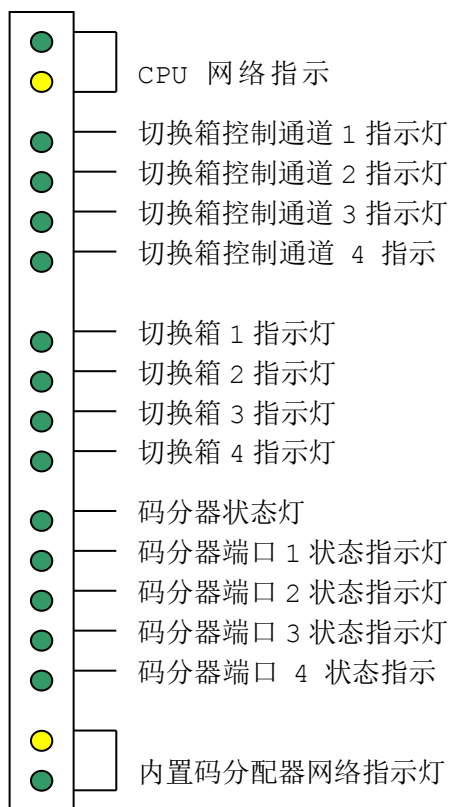 CPU 网络指示
切换箱控制通道 1 指示灯
切换箱控制通道 2 指示灯
切换箱控制通道 3 指示灯
切换箱控制通道 4 指示
切换箱 1 指示灯
切换箱 2 指示灯
切换箱 3 指示灯
切换箱 4 指示灯
码分器状态灯
码分器端口 1 状态指示灯
码分器端口 2 状态指示灯
码分器端口 3 状态指示灯
码分器端口 4 状态指示
内置码分配器网络指示灯